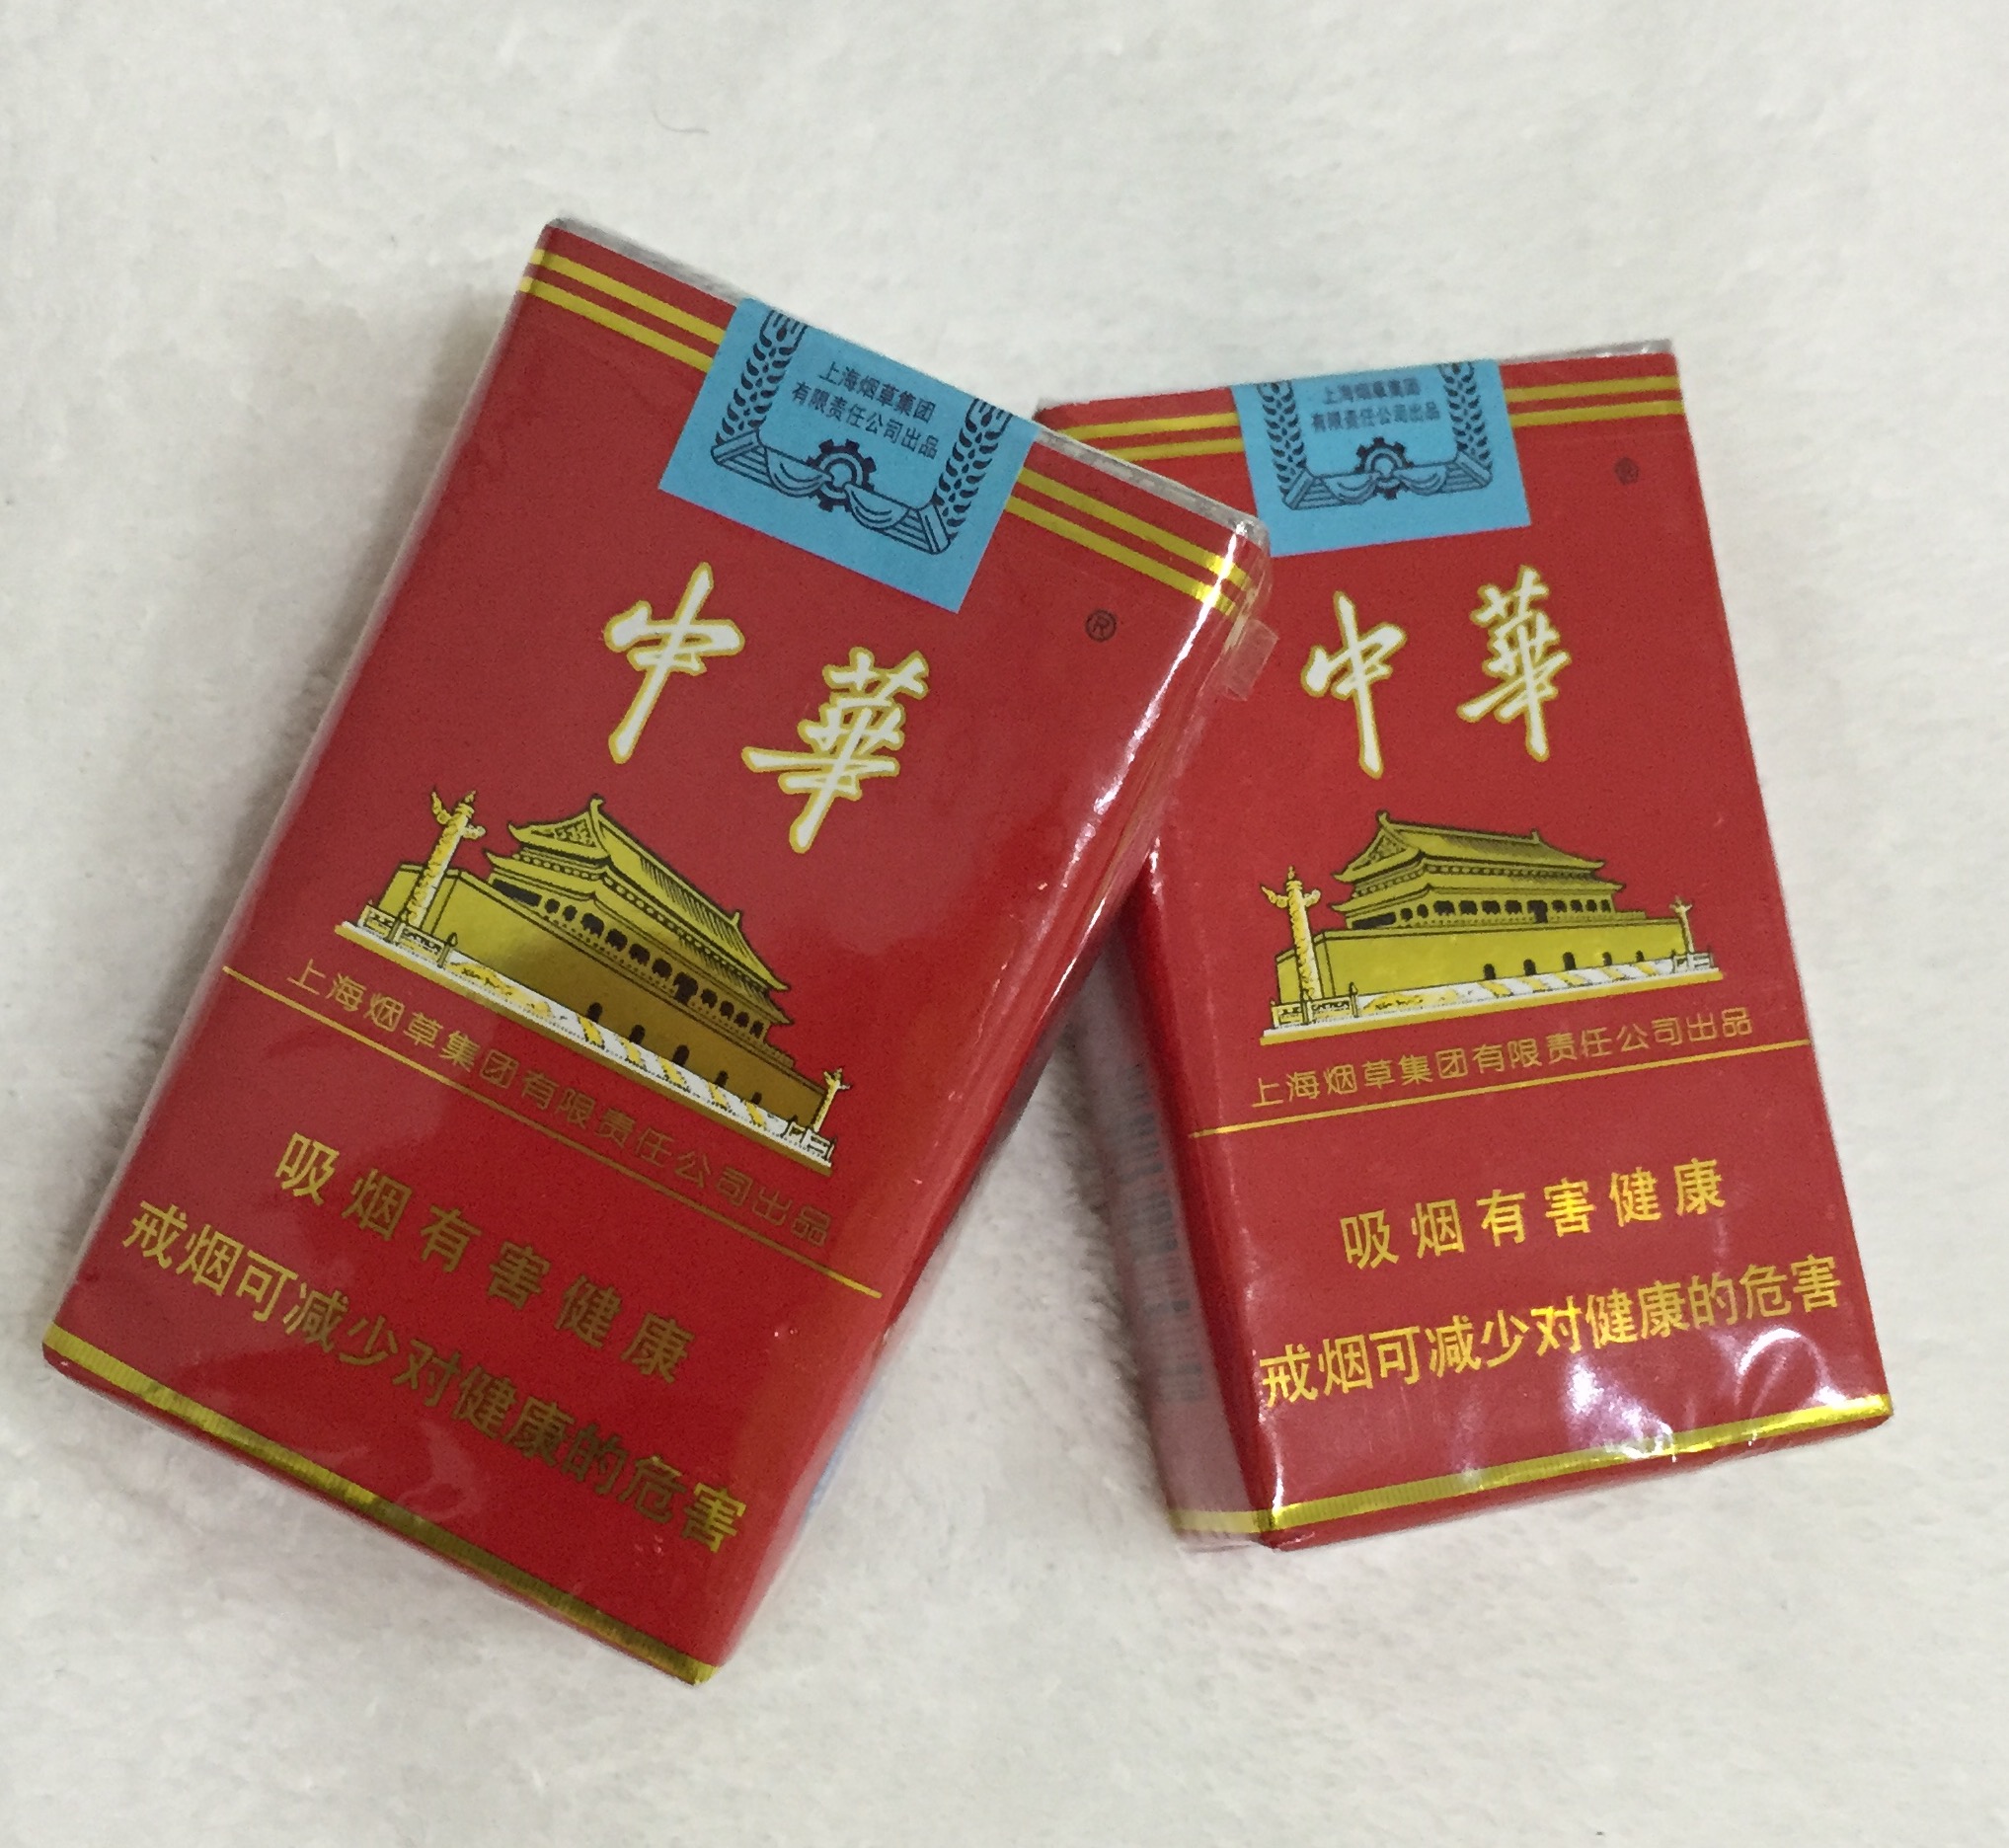 上海烟草集团
有限责任公司出品
中華
®
上海烟草集团有限责任公司出品
吸烟有害健康
戒烟可减少对健康的危害
上海烟草集团
有限责任公司出品
®
中華
上海烟草集团有限责任公司出品
吸烟有害健康
戒烟可减少对健康的危害